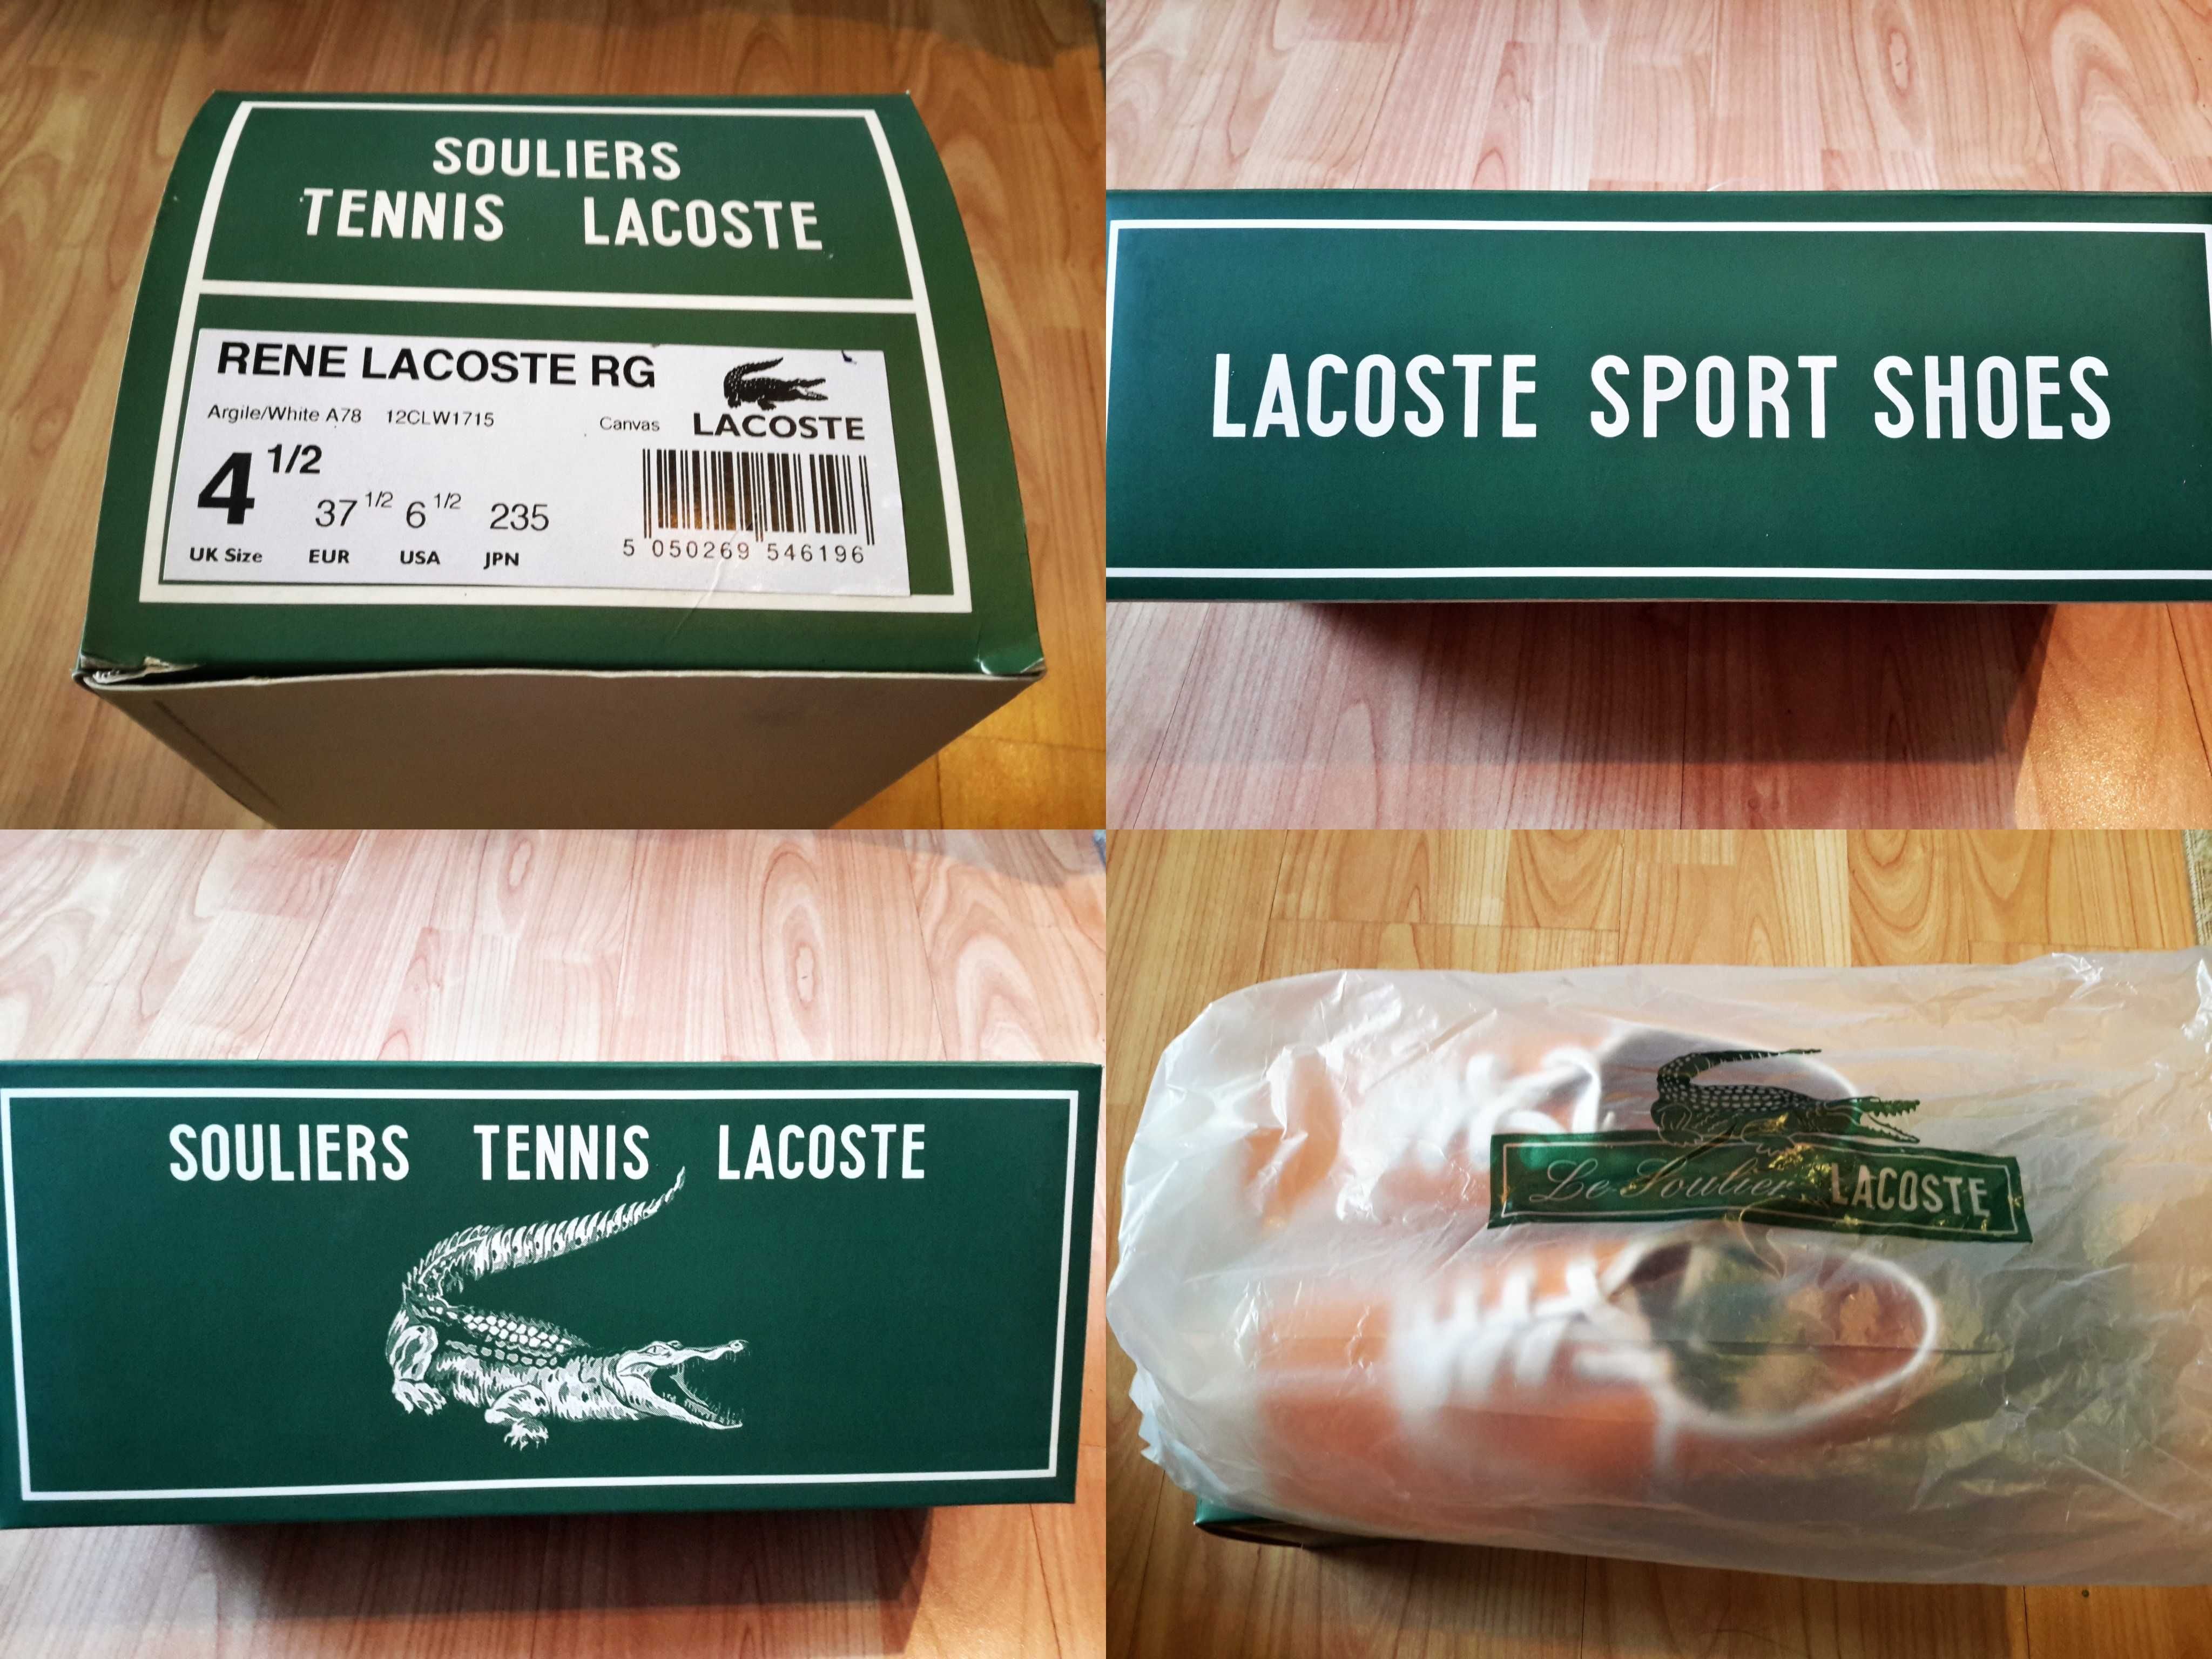 SOULIERS
TENNIS LACOSTE
RENE LACOSTE RG
Argile/White A78 12CLW1715 Canvas
LACOSTE
4 1/2 37 1/2 6 1/2 235
UK Size EUR USA JPN
5 050269 546196
LACOSTE SPORT SHOES
SOULIERS TENNIS LACOSTE
Le Soulier LACOSTE